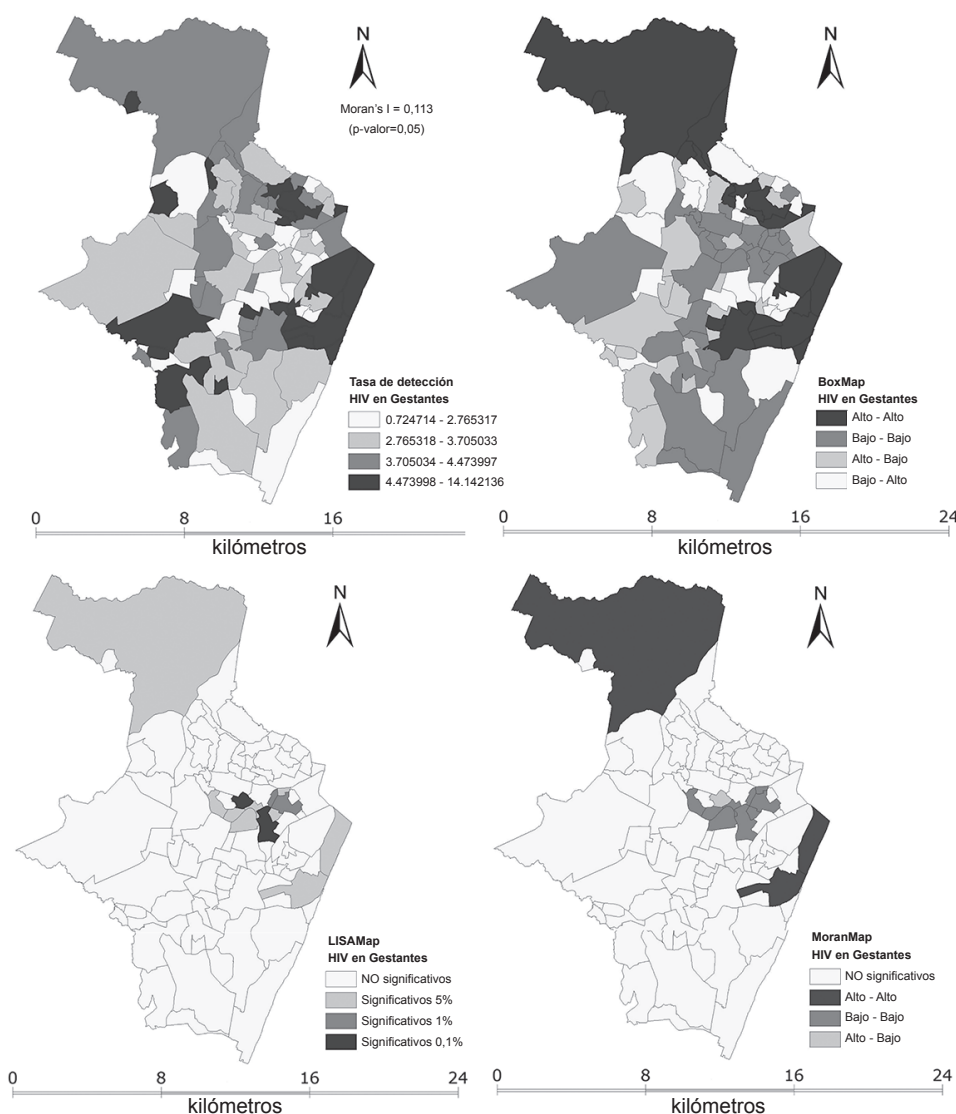 N
Moran's I = 0,113
(p-valor=0,05)
Tasa de detección
HIV en Gestantes
0.724714 - 2.765317
2.765318 - 3.705033
3.705034 - 4.473997
4.473998 - 14.142136
0 8 16
kilómetros
N
BoxMap
HIV en Gestantes
Alto - Alto
Bajo - Bajo
Alto - Bajo
Bajo - Alto
0 8 16 24
kilómetros
N
LISAMap
HIV en Gestantes
NO significativos
Significativos 5%
Significativos 1%
Significativos 0,1%
0 8 16 24
kilómetros
N
MoranMap
HIV en Gestantes
NO significativos
Alto - Alto
Bajo - Bajo
Alto - Bajo
0 8 16 24
kilómetros